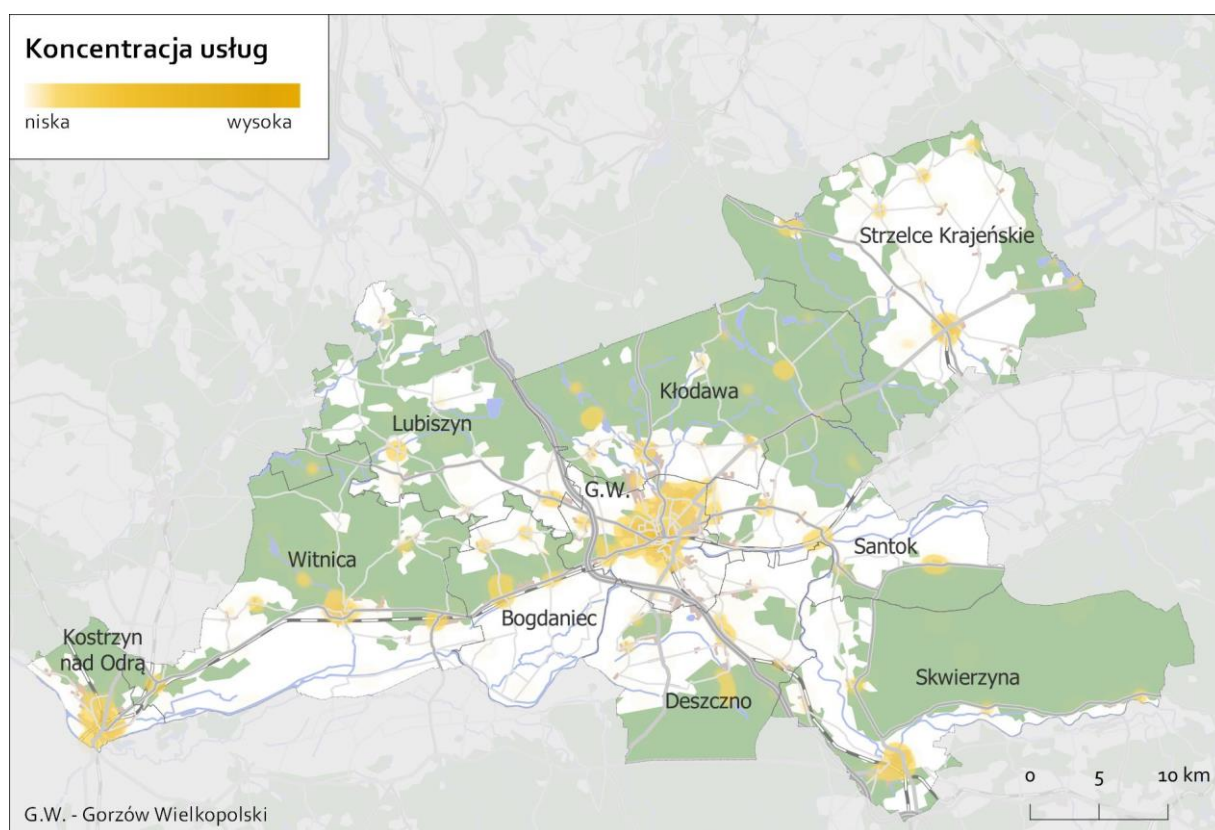 Koncentracja usług
niska wysoka
Strzelce Krajeńskie
Kłodawa
Lubiszyn
G.W.
Witnica
Santok
Bogdaniec
Kostrzyn
nad Odrą
Skwierzyna
Deszczno
0 5 10 km
G.W. - Gorzów Wielkopolski